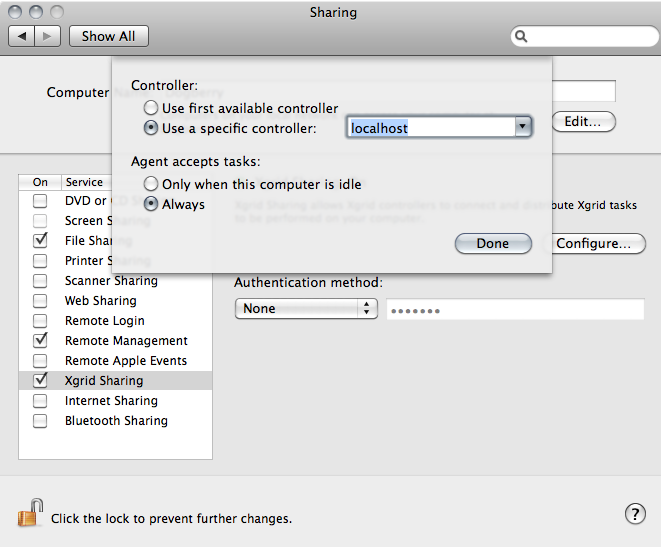 Sharing
Show All
Controller:
Computer
Use first available controller
Use a specific controller: localhost
Edit...
Agent accepts tasks:
Only when this computer is idle
Always
On Service
DVD or CD Sharing
Screen Sharing
File Sharing
Printer Sharing
Scanner Sharing
Web Sharing
Remote Login
Remote Management
Remote Apple Events
Xgrid Sharing
Internet Sharing
Bluetooth Sharing
Xgrid Sharing allows Xgrid controllers to connect and distribute Xgrid tasks
to be performed on your computer.
Done
Configure...
Authentication method:
None •••••••
Click the lock to prevent further changes.
?